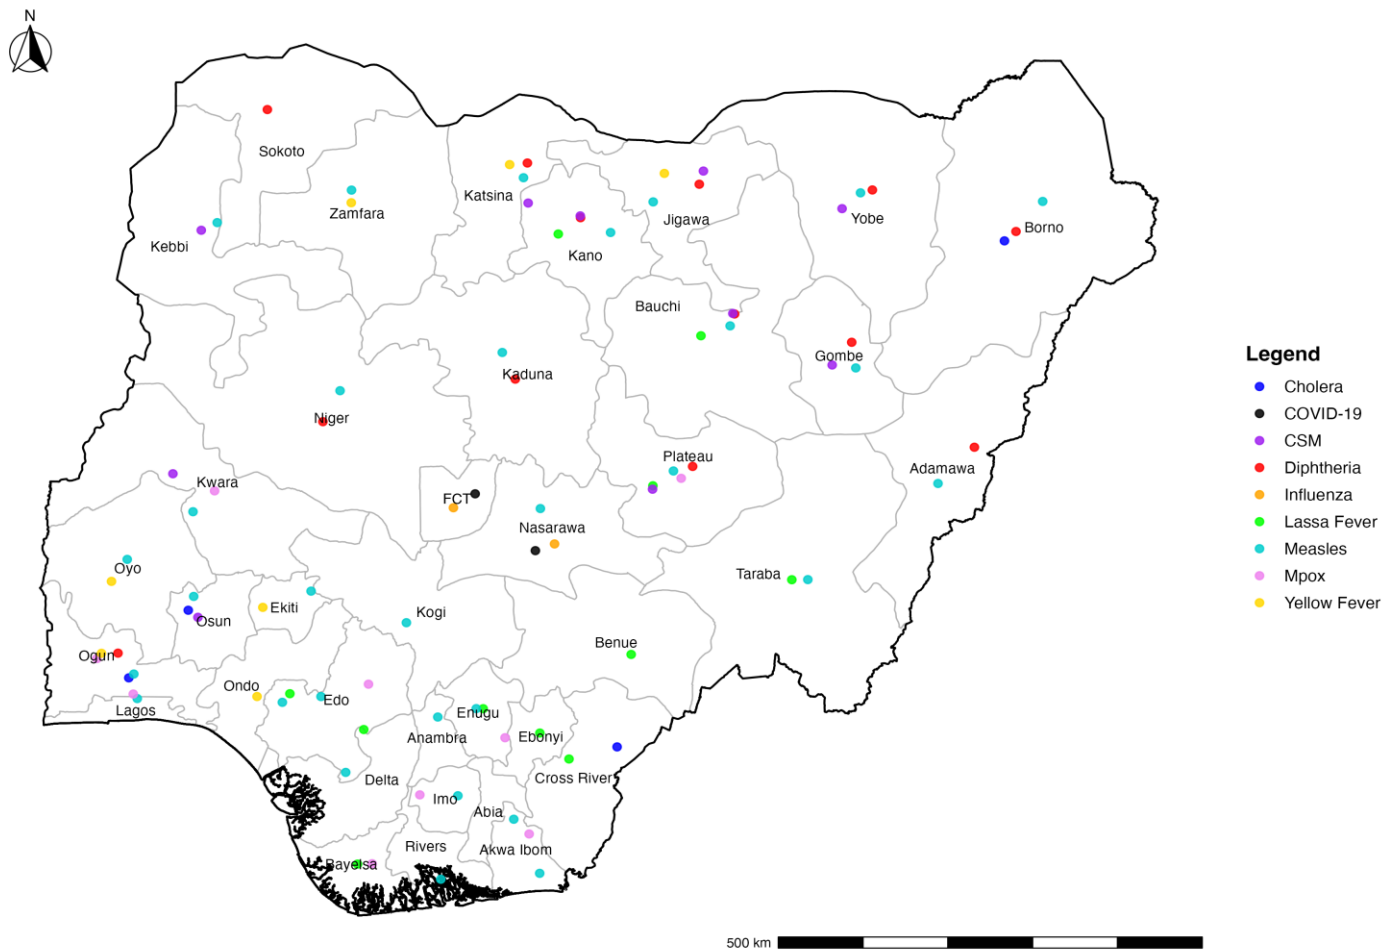 N
Sokoto
Zamfara
Katsina
Jigawa
Kebbi
Kano
Yobe
Borno
Bauchi
Gombe
Kaduna
Niger
Plateau
Adamawa
Kwara
FCT
Nasarawa
Oyo
Taraba
Osun
Ekiti
Kogi
Benue
Ogun
Ondo
Edo
Lagos
Enugu
Anambra
Ebonyi
Delta
Cross River
Imo
Abia
Rivers
Akwa Ibom
Bayelsa
Legend
Cholera
COVID-19
CSM
Diphtheria
Influenza
Lassa Fever
Measles
Mpox
Yellow Fever
500 km